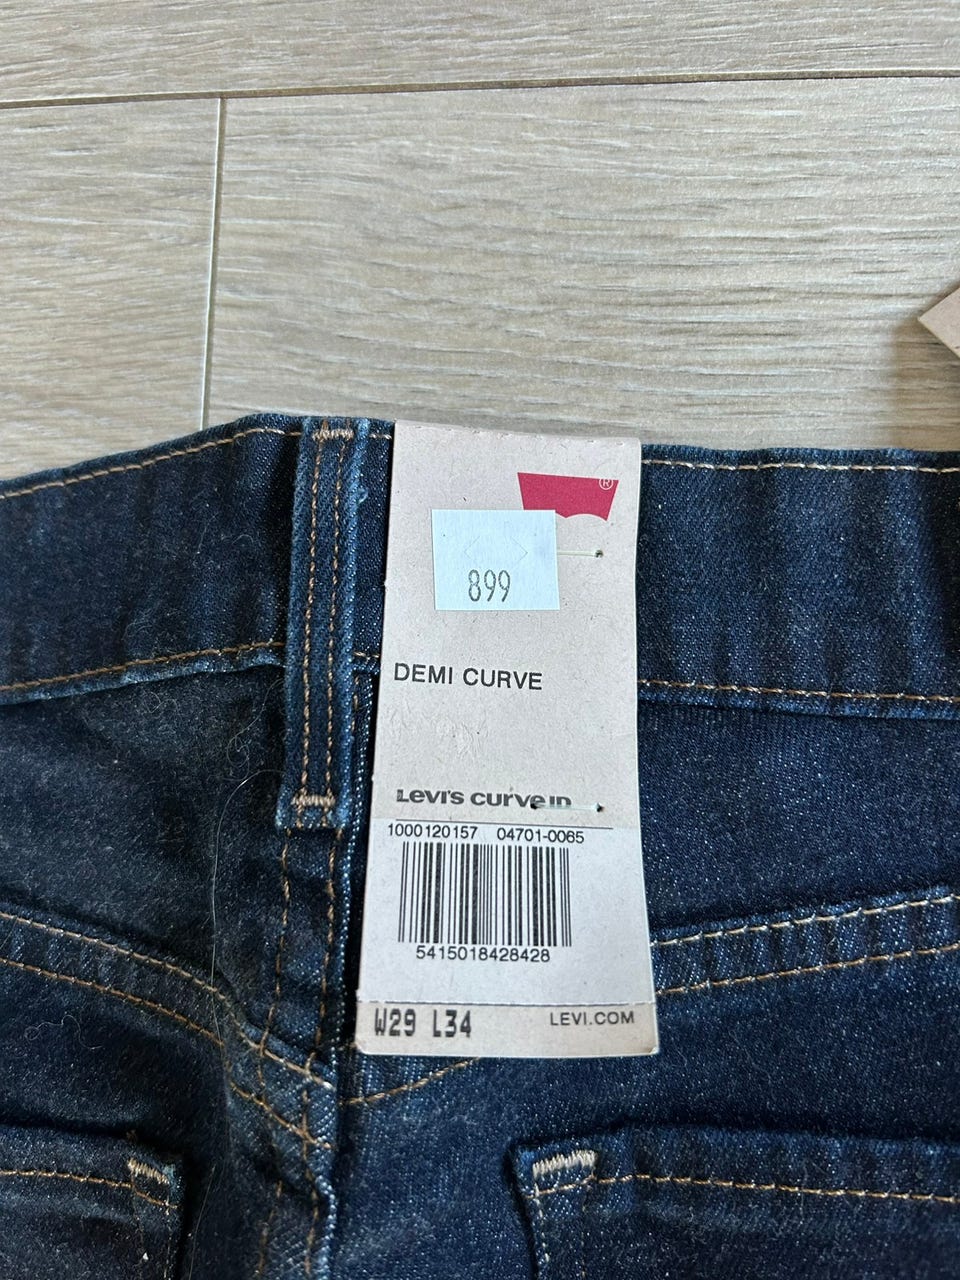 ®
899
DEMI CURVE
Levi's curve ID
1000120157 04701-0065
5415018428428
W29 L34
LEVI.COM